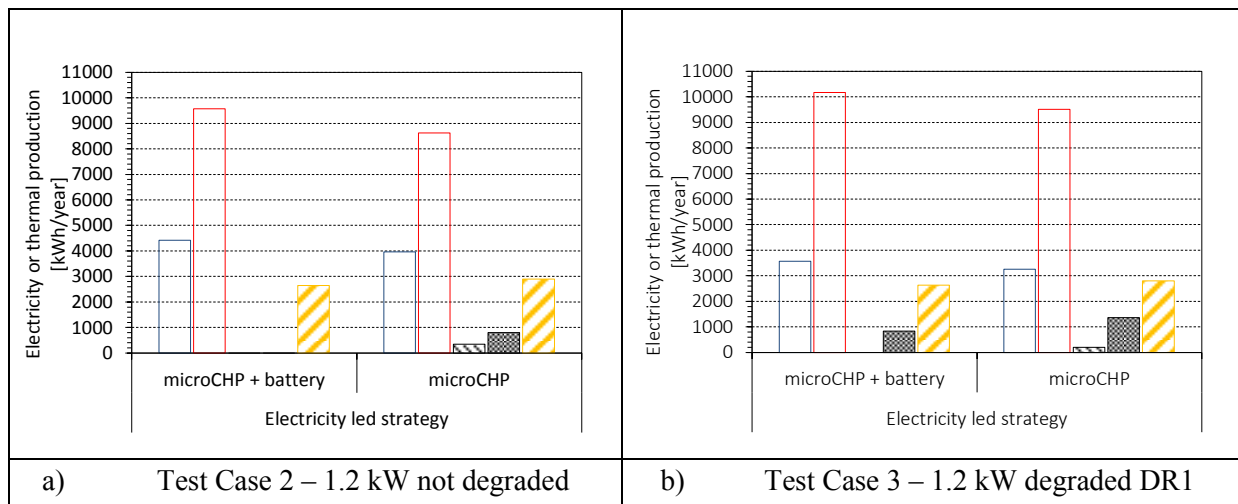 Electricity or thermal production
[kWh/year]
11000
10000
9000
8000
7000
6000
5000
4000
3000
2000
1000
0
microCHP + battery microCHP
Electricity led strategy
Electricity or thermal production
[kWh/year]
11000
10000
9000
8000
7000
6000
5000
4000
3000
2000
1000
0
microCHP + battery microCHP
Electricity led strategy
a) Test Case 2 – 1.2 kW not degraded
b) Test Case 3 – 1.2 kW degraded DR1